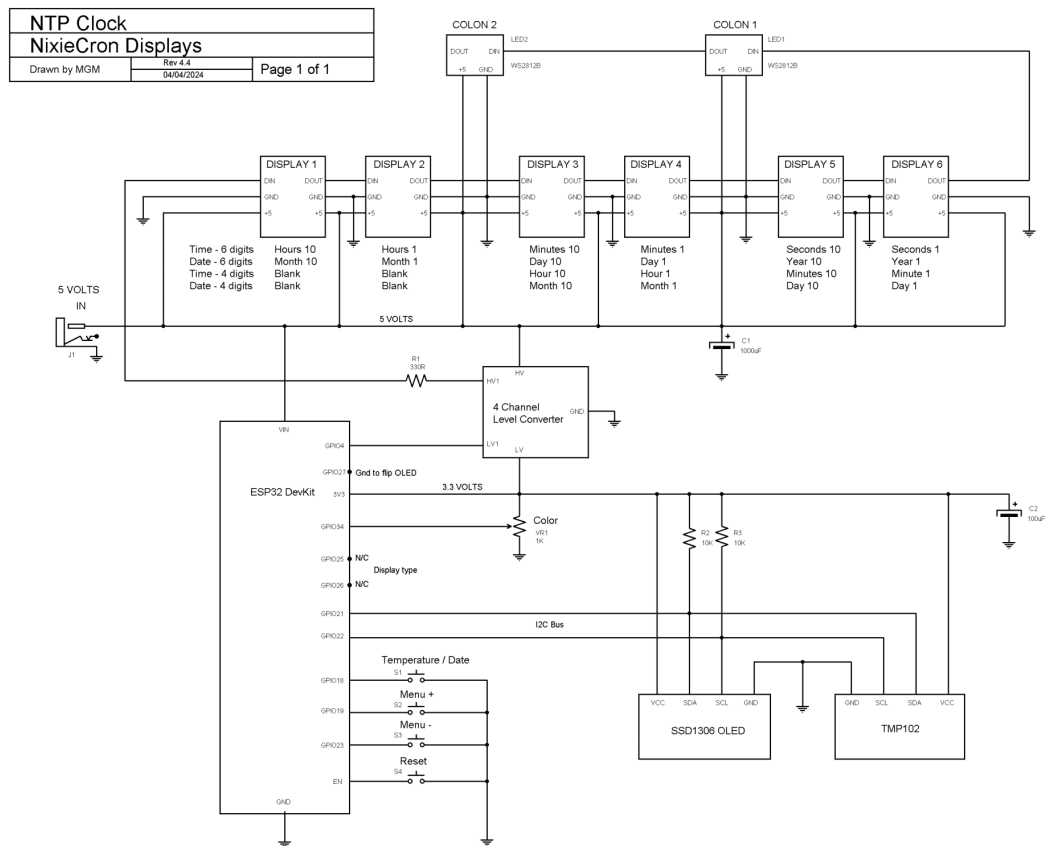 NTP Clock
NixieCron Displays
Drawn by MGM
Rev 4.4
04/04/2024
Page 1 of 1
COLON 2
LED2
DOUT DIN
WS2812B
+5 GND
COLON 1
LED1
DOUT DIN
WS2812B
+5 GND
DISPLAY 1
DIN DOUT
GND GND
+5 +5
DISPLAY 2
DIN DOUT
GND GND
+5 +5
DISPLAY 3
DIN DOUT
GND GND
+5 +5
DISPLAY 4
DIN DOUT
GND GND
+5 +5
DISPLAY 5
DIN DOUT
GND GND
+5 +5
DISPLAY 6
DIN DOUT
GND GND
+5 +5
Time - 6 digits Hours 10 Hours 1 Minutes 10 Minutes 1 Seconds 10 Seconds 1
Date - 6 digits Month 10 Month 1 Day 10 Day 1 Year 10 Year 1
Time - 4 digits Blank Blank Hour 10 Hour 1 Minutes 10 Minute 1
Date - 4 digits Blank Blank Month 10 Month 1 Day 10 Day 1
5 VOLTS
IN
J1
5 VOLTS
C1
1000uF
+
R1
330R
HV
HV1
4 Channel
Level Converter
GND
LV1
LV
VIN
ESP32 DevKit
GPIO4
GPIO27 Gnd to flip OLED
3V3
3.3 VOLTS
GPIO34
Color
VR1
1K
GPIO25 N/C
Display type
GPIO26 N/C
GPIO21
GPIO22
I2C Bus
R2
10K
R3
10K
+
C2
100uF
Temperature / Date
S1
GPIO18
Menu +
S2
GPIO19
Menu -
S3
GPIO23
Reset
S4
EN
GND
VCC SDA SCL GND
SSD1306 OLED
GND SCL SDA VCC
TMP102